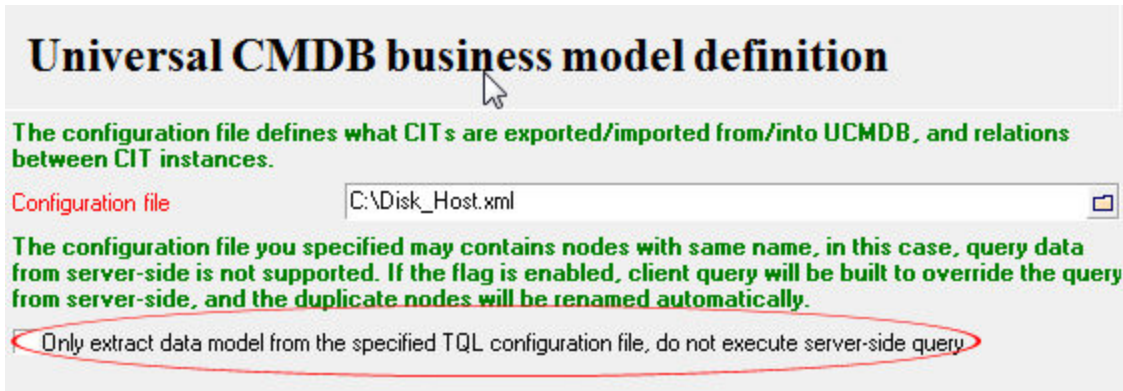 Universal CMDB business model definition
The configuration file defines what CITs are exported/imported from/into UCMDB, and relations
between CIT instances.
Configuration file
C:\Disk_Host.xml
The configuration file you specified may contains nodes with same name, in this case, query data
from server-side is not supported. If the flag is enabled, client query will be built to override the query
from server-side, and the duplicate nodes will be renamed automatically.
Only extract data model from the specified TQL configuration file, do not execute server-side query